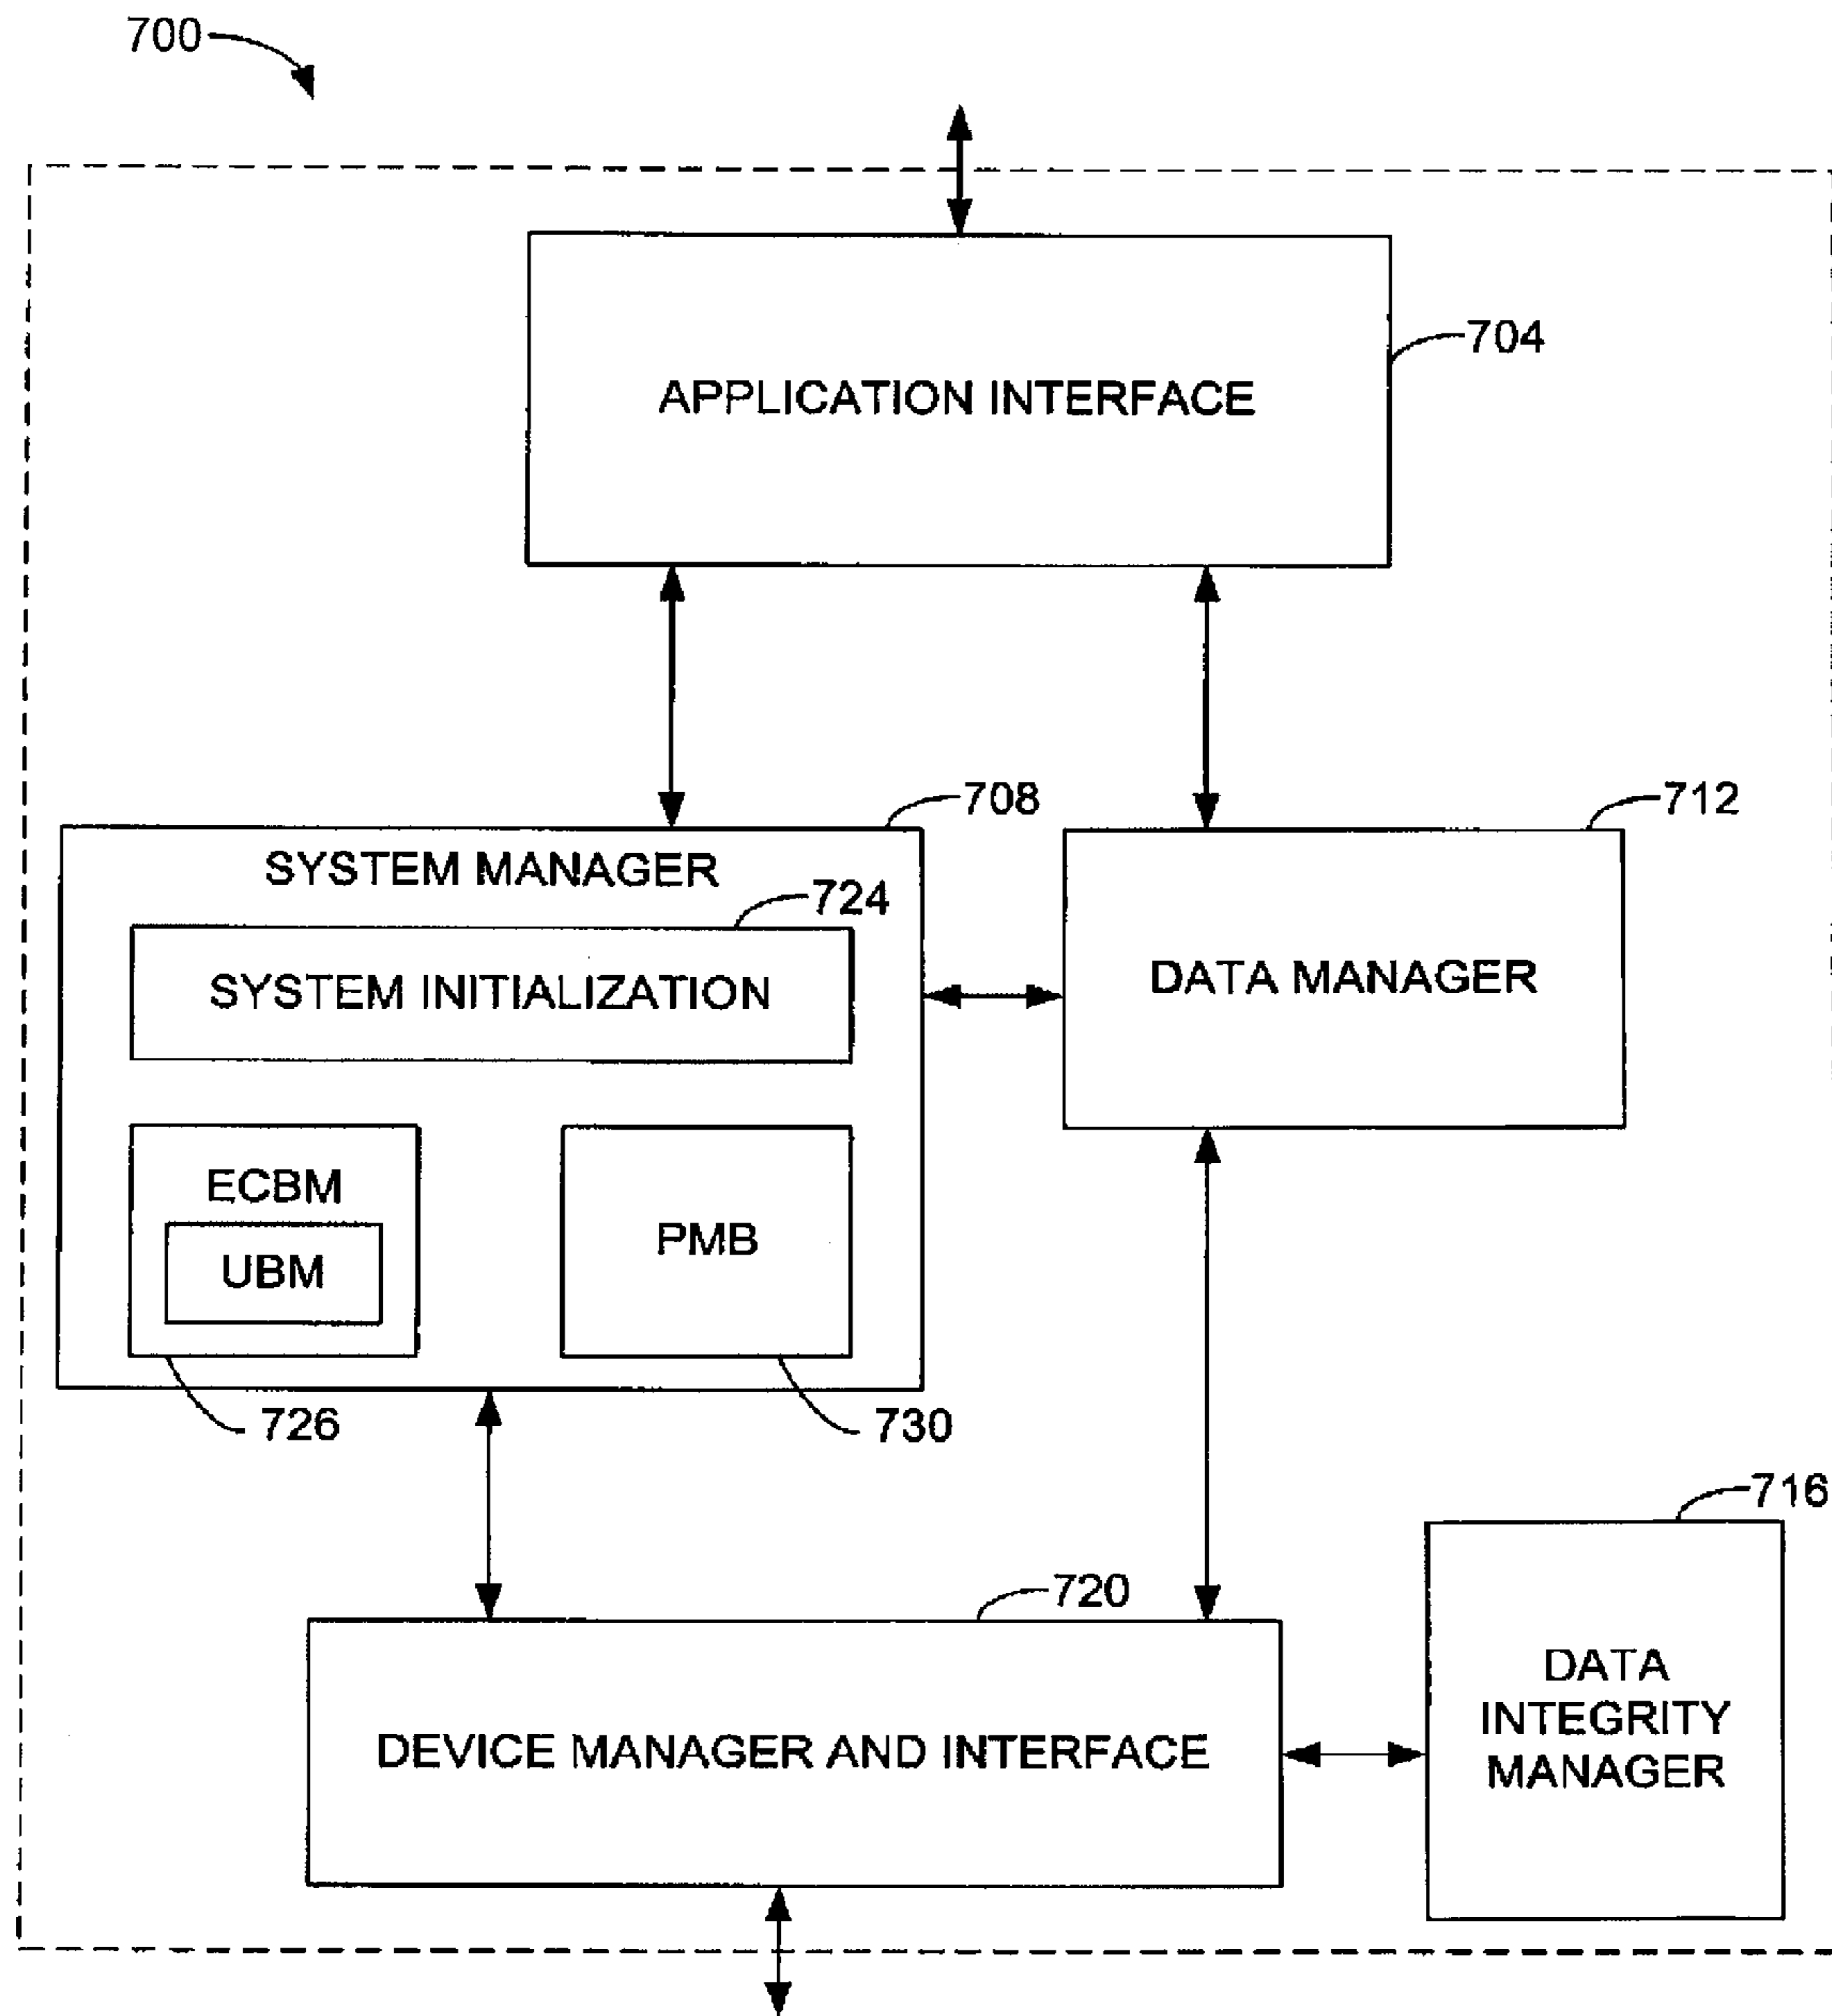 700
APPLICATION INTERFACE
704
708
712
SYSTEM MANAGER
724
SYSTEM INITIALIZATION
DATA MANAGER
ECBM
UBM
PMB
726
730
716
720
DEVICE MANAGER AND INTERFACE
DATA
INTEGRITY
MANAGER